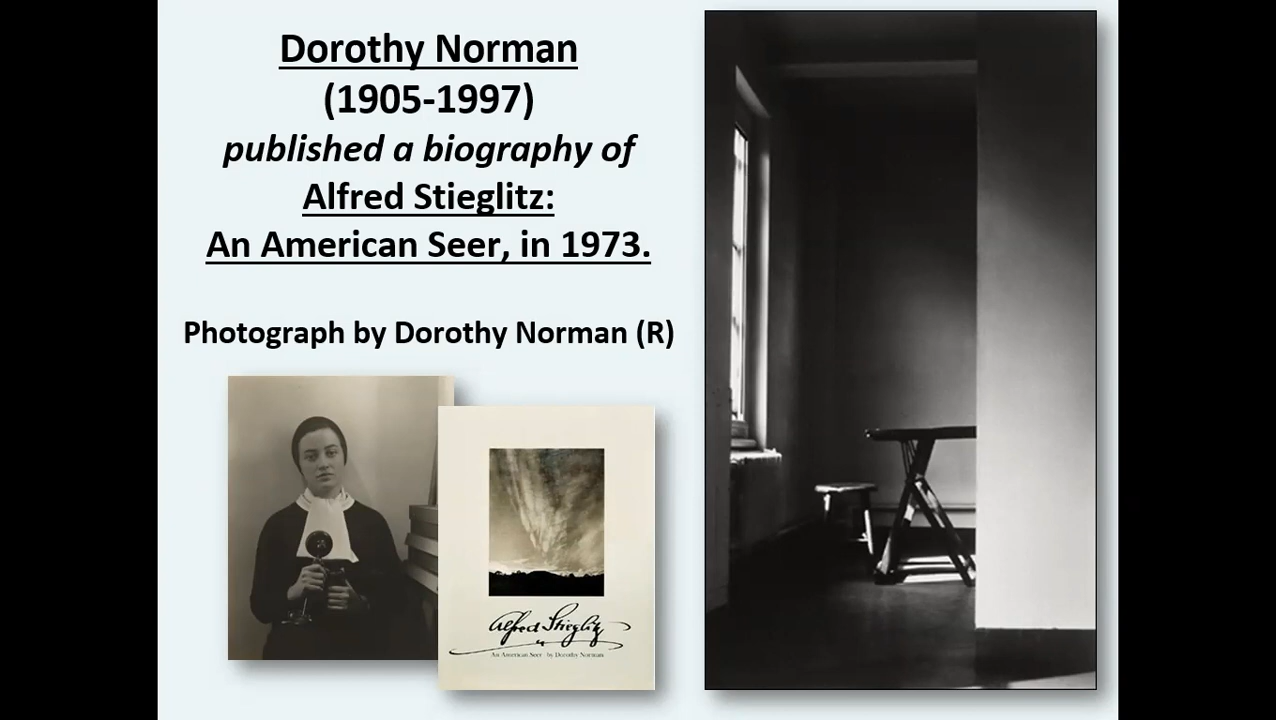 Dorothy Norman
(1905-1997)
published a biography of
Alfred Stieglitz:
An American Seer, in 1973.
Photograph by Dorothy Norman (R)
Alfred Stieglitz
An American Seer by Dorothy Norman